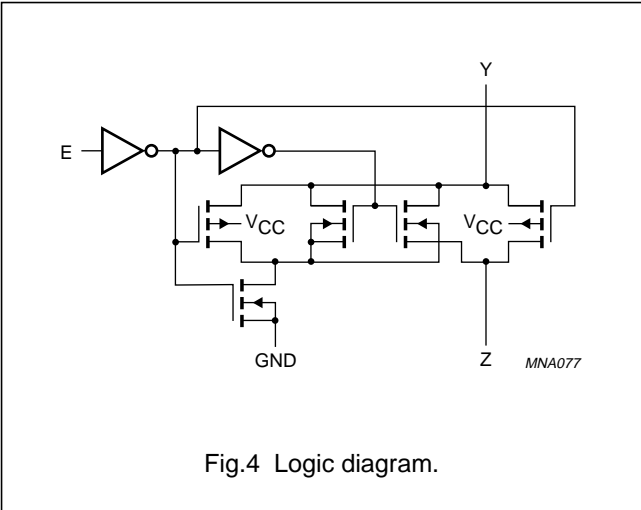 Y
E
VCC
VCC
GND
Z
MNA077
Fig.4 Logic diagram.